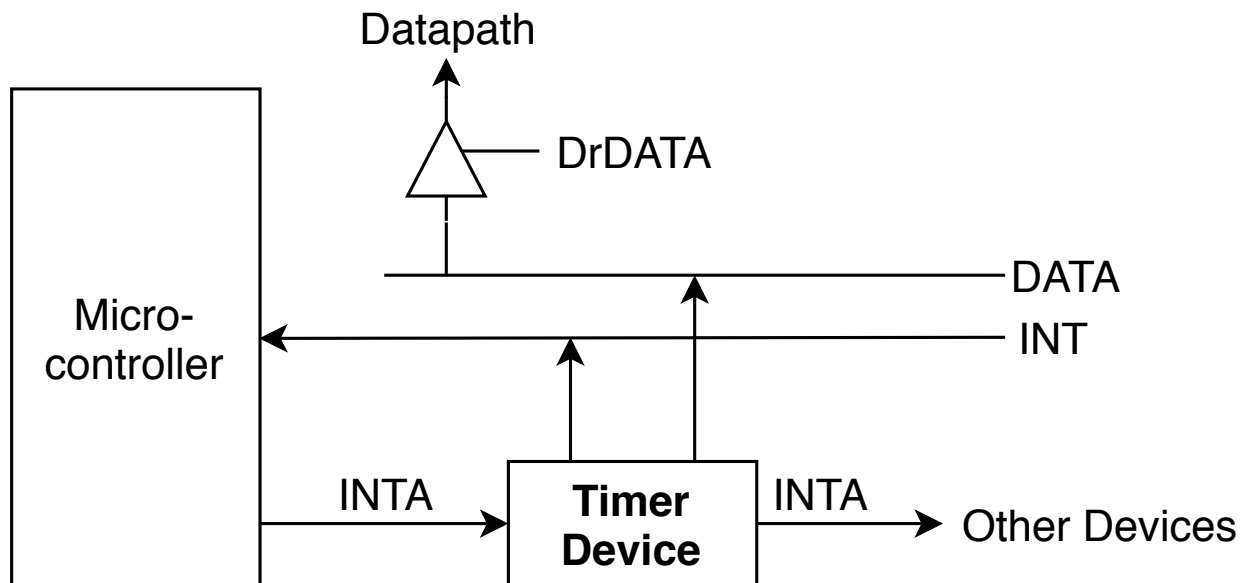 Datapath
DrDATA
DATA
Micro-
controller
INT
INTA
Timer
Device
INTA
Other Devices